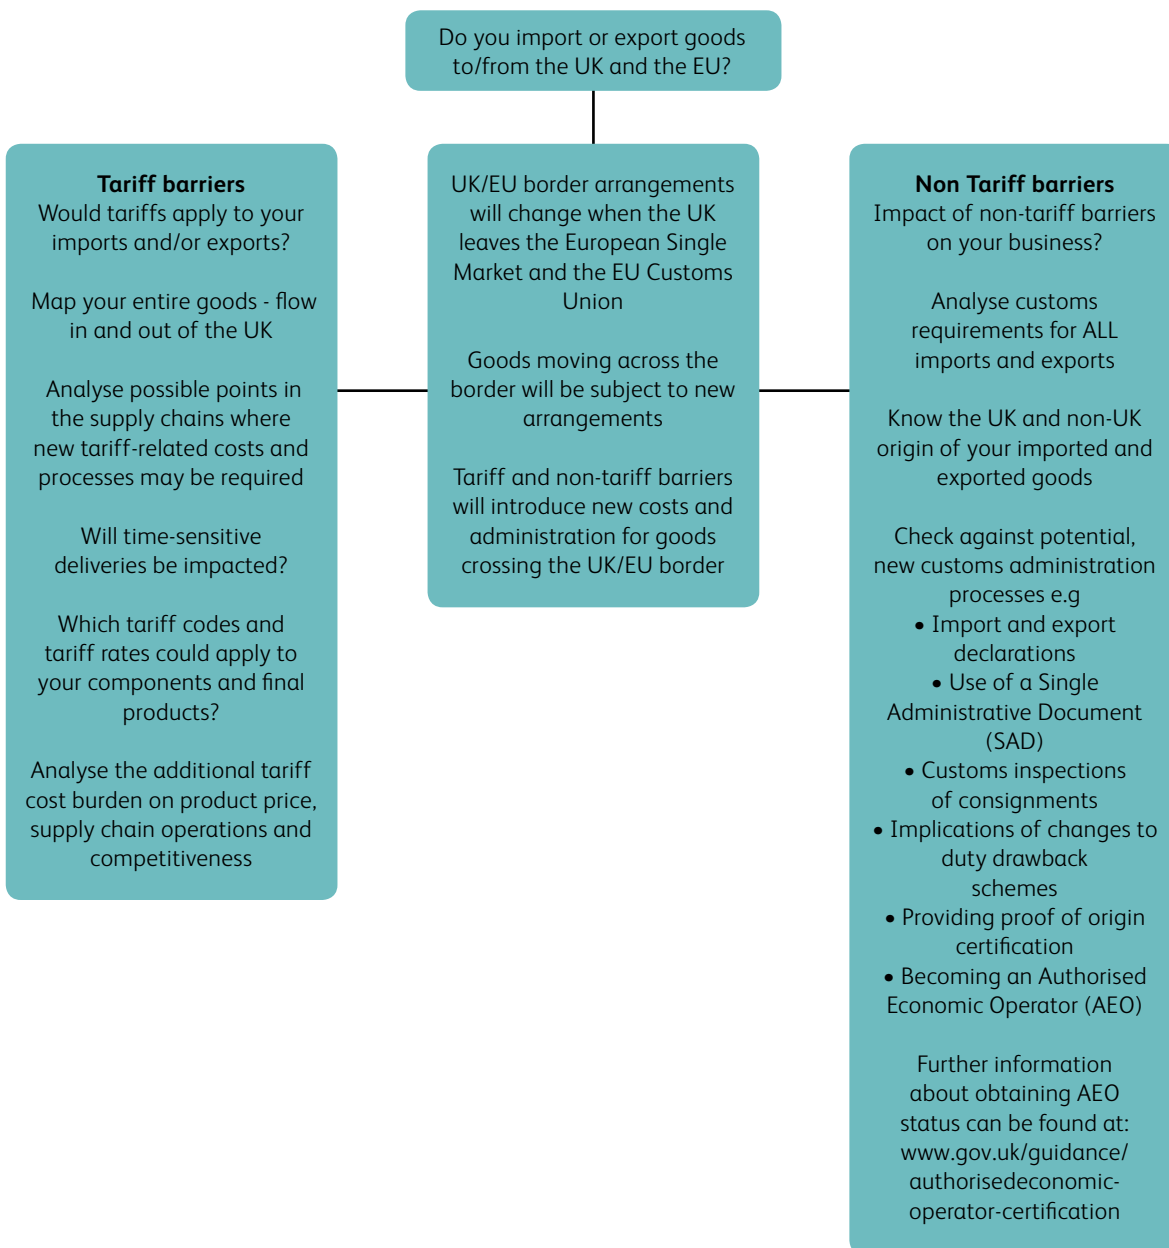 Do you import or export goods
to/from the UK and the EU?
Tariff barriers
Would tariffs apply to your
imports and/or exports?
Map your entire goods - flow
in and out of the UK
Analyse possible points in
the supply chains where
new tariff-related costs and
processes may be required
Will time-sensitive
deliveries be impacted?
Which tariff codes and
tariff rates could apply to
your components and final
products?
Analyse the additional tariff
cost burden on product price,
supply chain operations and
competitiveness
UK/EU border arrangements
will change when the UK
leaves the European Single
Market and the EU Customs
Union
Goods moving across the
border will be subject to new
arrangements
Tariff and non-tariff barriers
will introduce new costs and
administration for goods
crossing the UK/EU border
Non Tariff barriers
Impact of non-tariff barriers
on your business?
Analyse customs
requirements for ALL
imports and exports
Know the UK and non-UK
origin of your imported and
exported goods
Check against potential,
new customs administration
processes e.g
• Import and export
declarations
• Use of a Single
Administrative Document
(SAD)
• Customs inspections
of consignments
• Implications of changes to
duty drawback
schemes
• Providing proof of origin
certification
• Becoming an Authorised
Economic Operator (AEO)
Further information
about obtaining AEO
status can be found at:
www.gov.uk/guidance/
authorisedeconomic-
operator-certification